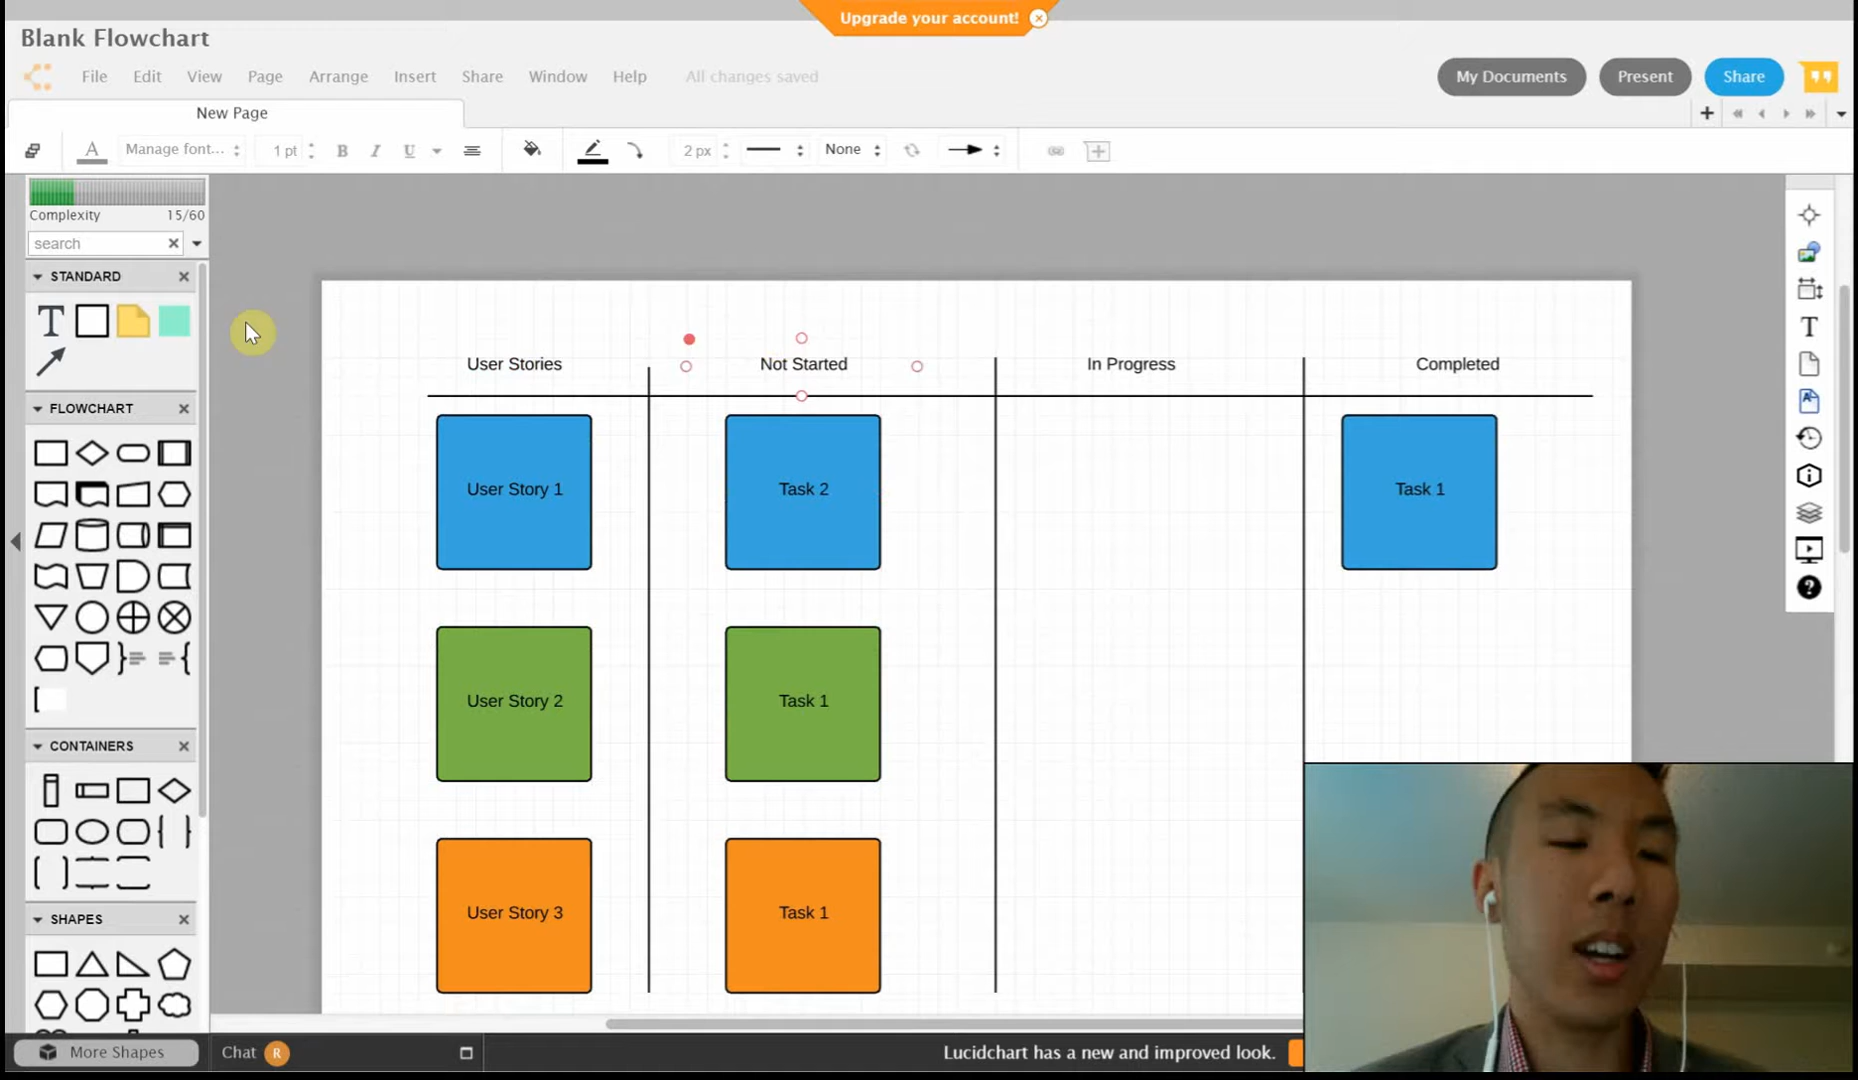 Upgrade your account!
Blank Flowchart
File Edit View Page Arrange Insert Share Window Help All changes saved
My Documents Present Share
New Page
A Manage font... 1 pt B I U 2 px None
Complexity 15/60
search
STANDARD
T
FLOWCHART
CONTAINERS
SHAPES
More Shapes
User Stories Not Started In Progress Completed
User Story 1 Task 2 Task 1
User Story 2 Task 1
User Story 3 Task 1
T
A
Chat R
Lucidchart has a new and improved look.